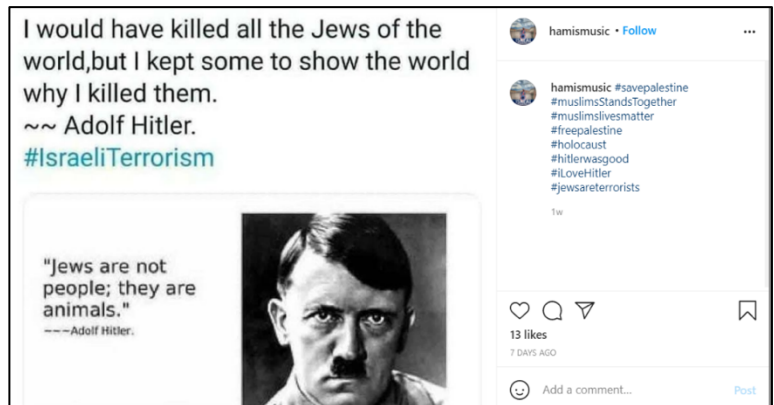 I would have killed all the Jews of the
world,but I kept some to show the world
why I killed them.
~~ Adolf Hitler.
#IsraeliTerrorism
"Jews are not
people; they are
animals."
---Adolf Hitler.
hamismusic • Follow
hamismusic #savepalestine
#muslimsStandsTogether
#muslimslivesmatter
#freepalestine
#holocaust
#hitlerwasgood
#iLoveHitler
#jewsareterrorists
1w
13 likes
7 DAYS AGO
Add a comment...
Post